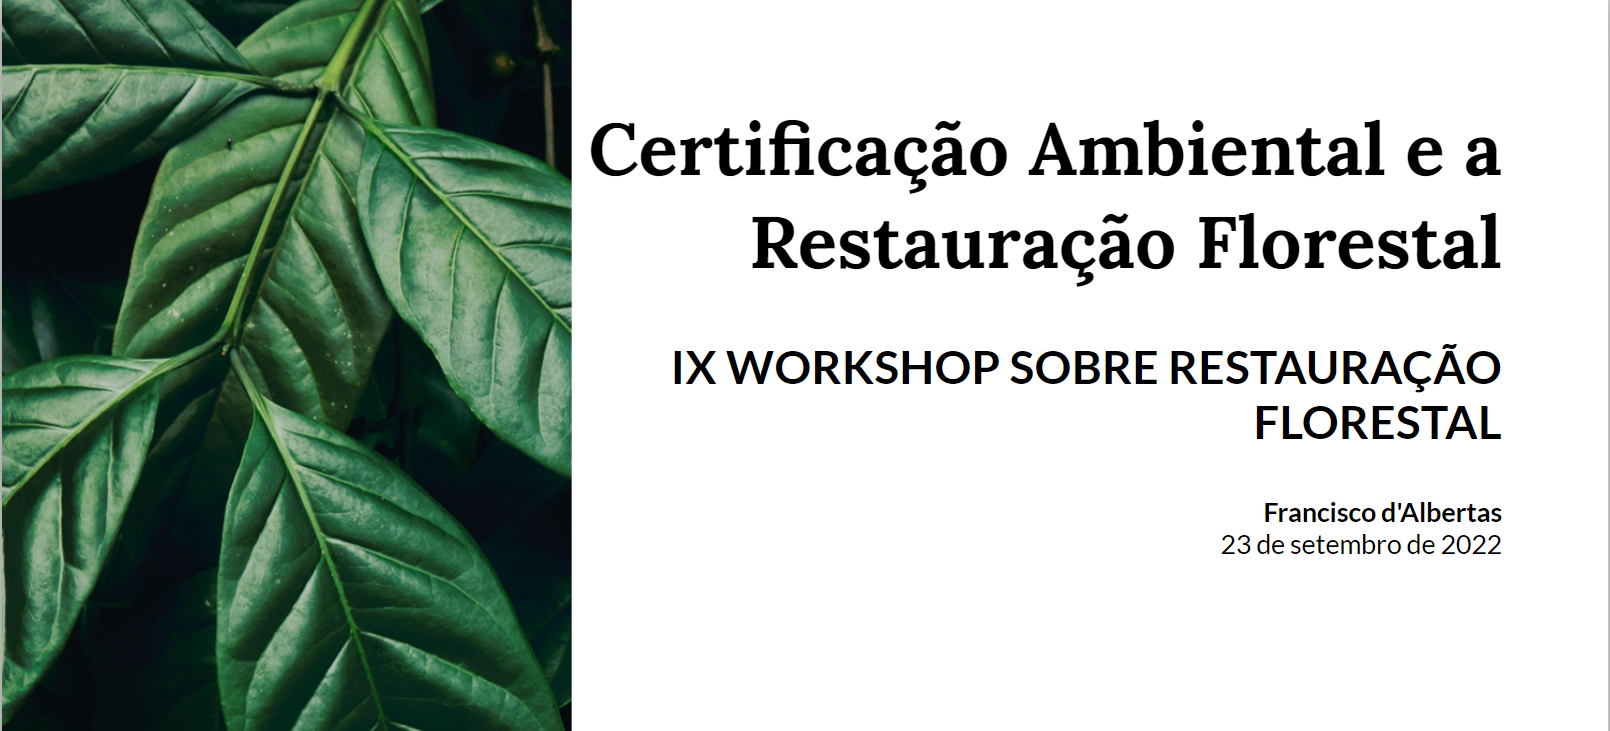 Certificação Ambiental e a
Restauração Florestal
IX WORKSHOP SOBRE RESTAURAÇÃO
FLORESTAL
Francisco d'Albertas
23 de setembro de 2022